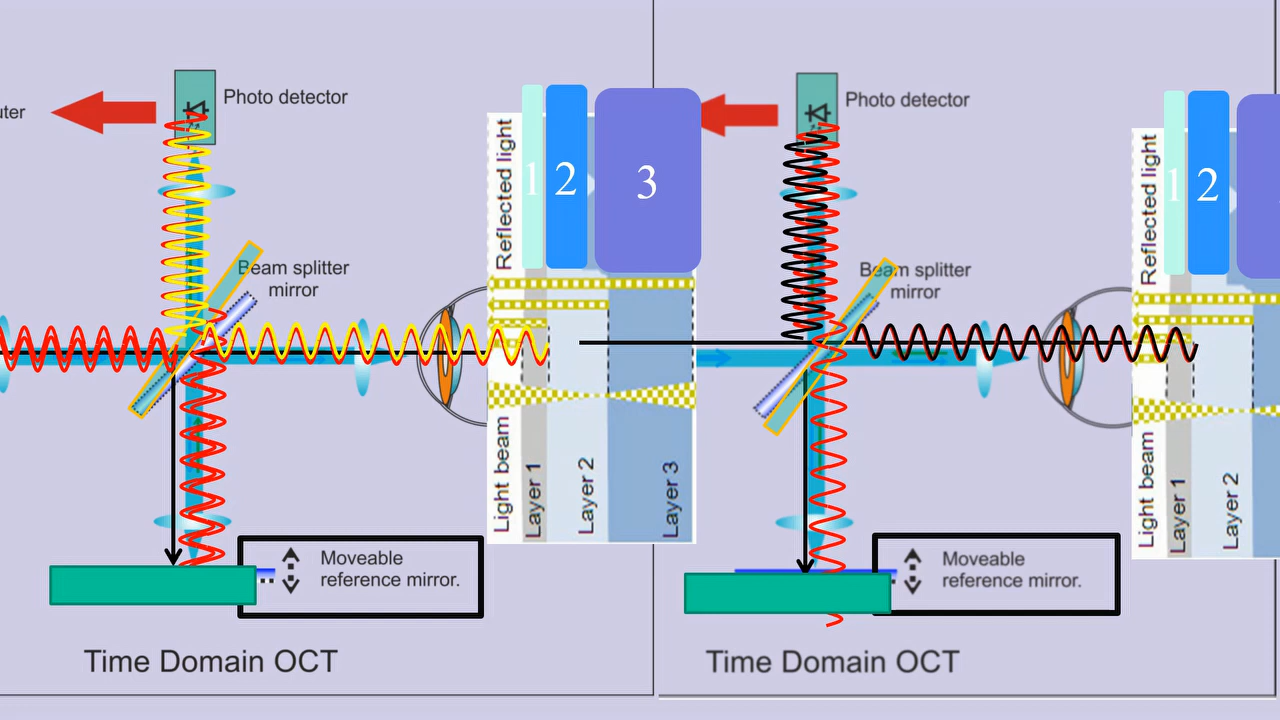 uter
Photo detector
Beam splitter
mirror
Reflected light
1
2
3
Light beam
Layer 1
Layer 2
Layer 3
Moveable
reference mirror.
Time Domain OCT
Photo detector
Beam splitter
mirror
Reflected light
1
2
Light beam
Layer 1
Layer 2
Moveable
reference mirror.
Time Domain OCT